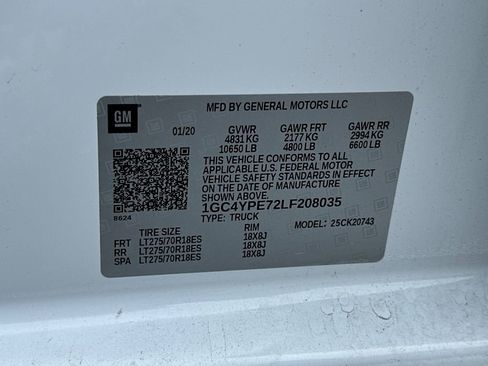 GM
MFD BY GENERAL MOTORS LLC
01/20 GVWR GAWR FRT GAWR RR
4831 KG 2177 KG 2994 KG
10650 LB 4800 LB 6600 LB
THIS VEHICLE CONFORMS TO ALL
APPLICABLE U.S. FEDERAL MOTOR
VEHICLE SAFETY STANDARDS IN EFFECT
ON THE DATE OF MANUFACTURE SHOWN ABOVE.
1GC4YPE72LF208035
8624 TYPE: TRUCK MODEL: 25CK20743
TIRE SIZE RIM
FRT LT275/70R18ES 18X8J
RR LT275/70R18ES 18X8J
SPA LT275/70R18ES 18X8J